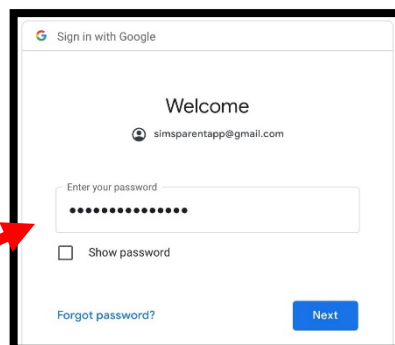 Sign in with Google
Welcome
simsparentapp@gmail.com
Enter your password
•••••••••••••••
Show password
Forgot password?
Next